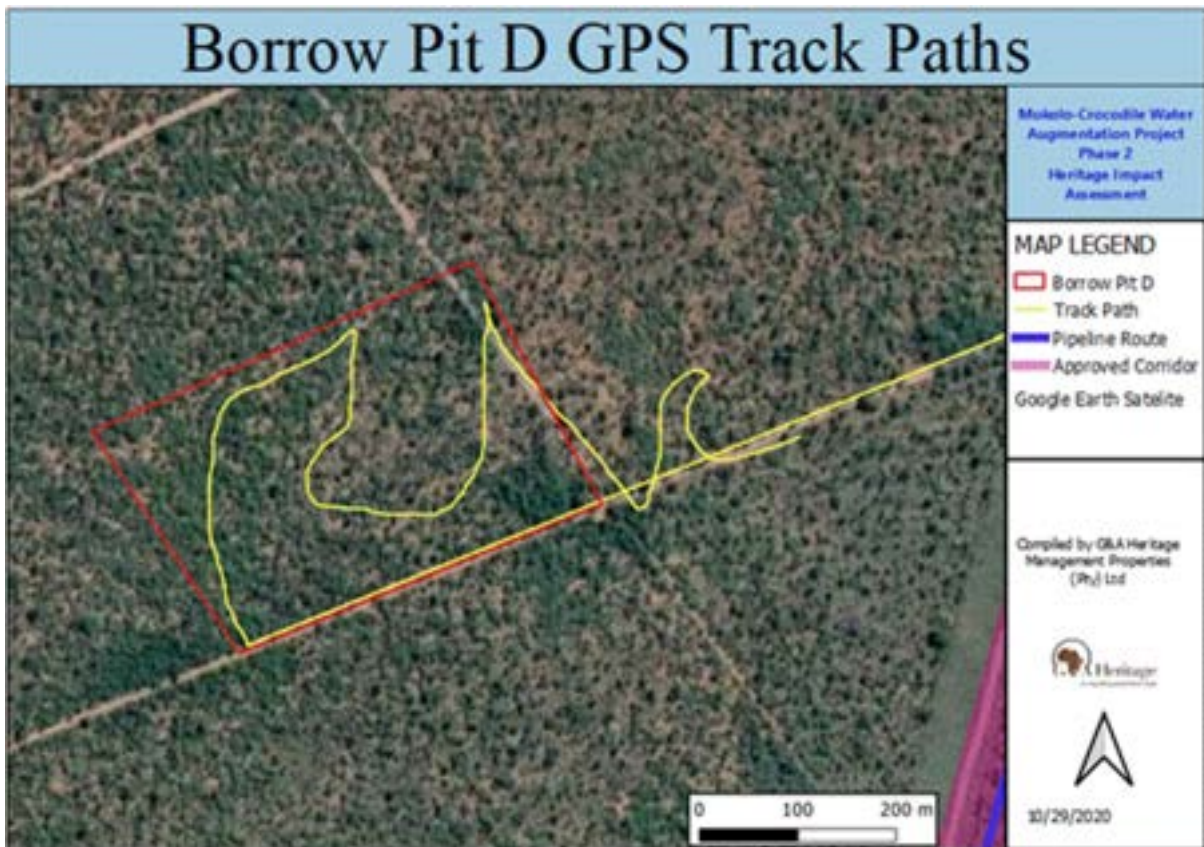 Borrow Pit D GPS Track Paths
Mokolo-Crocodile Water
Augmentation Project
Phase 2
Heritage Impact
Assessment
MAP LEGEND
Borrow Pit D
Track Path
Pipeline Route
Approved Corridor
Google Earth Satelite
Compiled by G&A Heritage
Management Properties
(Pty) Ltd
Heritage
10/29/2020
0 100 200 m